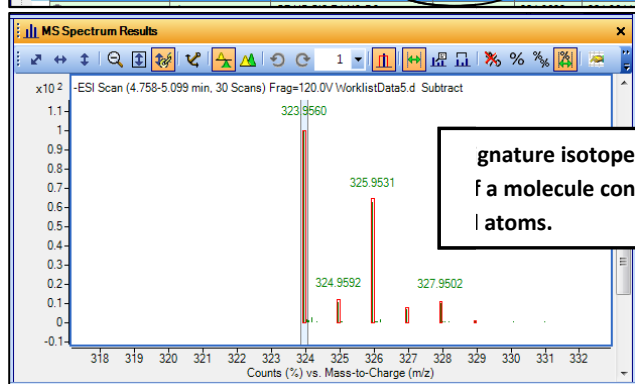 MS Spectrum Results
1
x10 2
-ESI Scan (4.758-5.099 min, 30 Scans) Frag=120.0V WorklistData5.d Subtract
323.9560
325.9531
324.9592
327.9502
gnature isotope
a molecule con
atoms.
1.1
1
0.9
0.8
0.7
0.6
0.5
0.4
0.3
0.2
0.1
0
-0.1
318 319 320 321 322 323 324 325 326 327 328 329 330 331 332
Counts (%) vs. Mass-to-Charge (m/z)